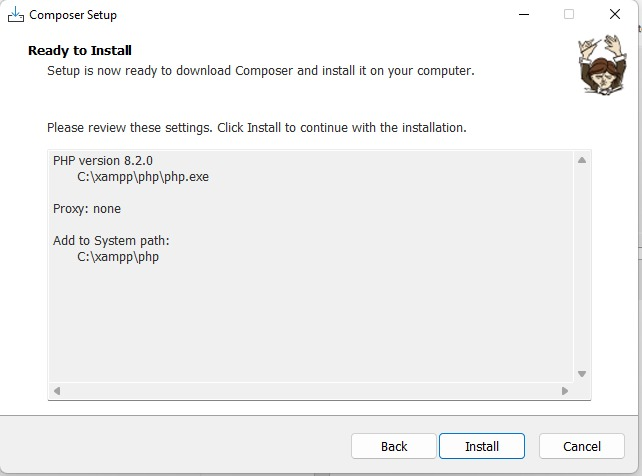 Composer Setup
Ready to Install
Setup is now ready to download Composer and install it on your computer.
Please review these settings. Click Install to continue with the installation.
PHP version 8.2.0
C:\xampp\php\php.exe
Proxy: none
Add to System path:
C:\xampp\php
Back
Install
Cancel